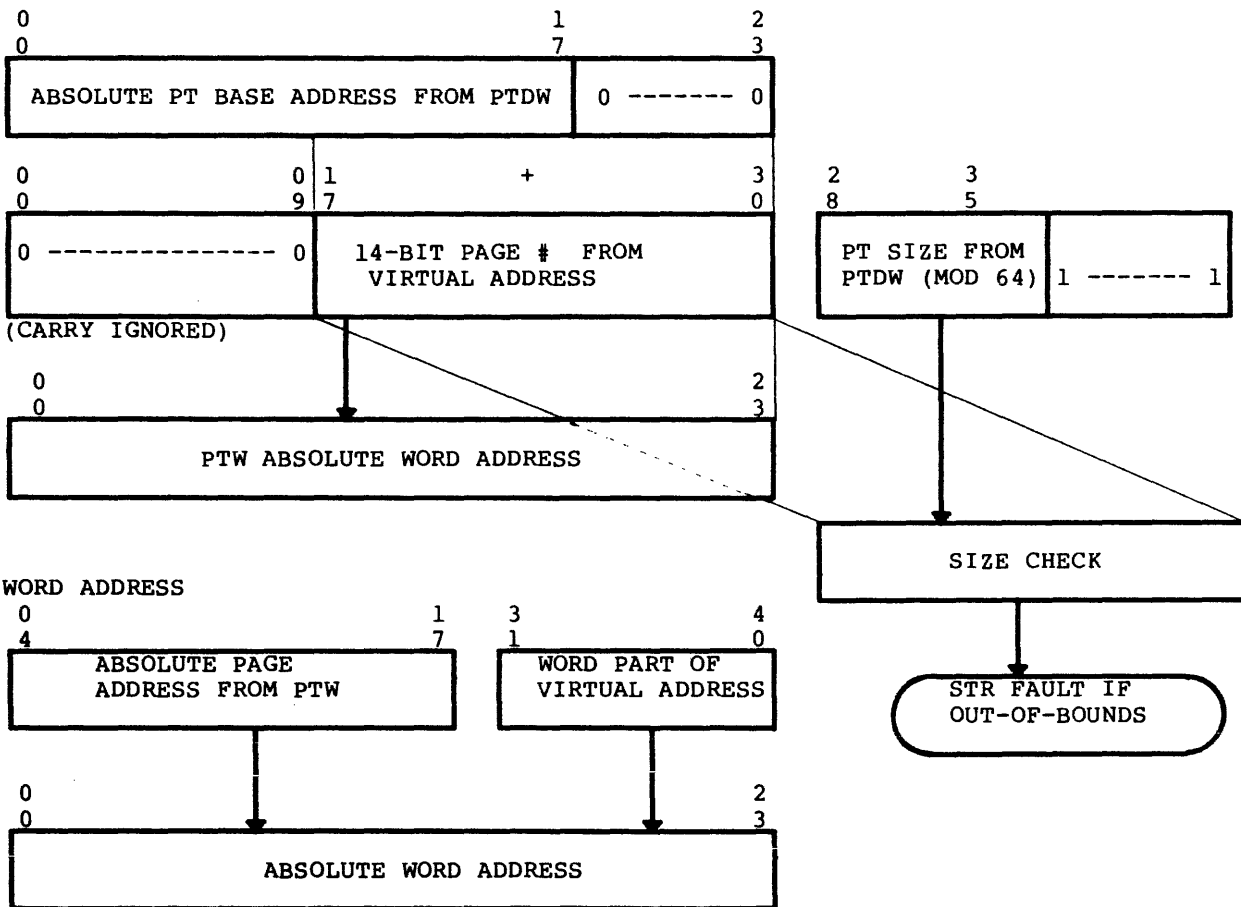 0 1 2
0 7 3
ABSOLUTE PT BASE ADDRESS FROM PTDW 0 ------- 0
0 0 1 + 3 2 3
0 9 7 0 8 5
0 ---------------- 0 14-BIT PAGE # FROM PT SIZE FROM
VIRTUAL ADDRESS PTDW (MOD 64) 1 ------- 1
(CARRY IGNORED)
0 2
0 3
PTW ABSOLUTE WORD ADDRESS
SIZE CHECK
WORD ADDRESS
0 1 3 4
4 7 1 0
ABSOLUTE PAGE WORD PART OF STR FAULT IF
ADDRESS FROM PTW VIRTUAL ADDRESS OUT-OF-BOUNDS
0 2
0 3
ABSOLUTE WORD ADDRESS